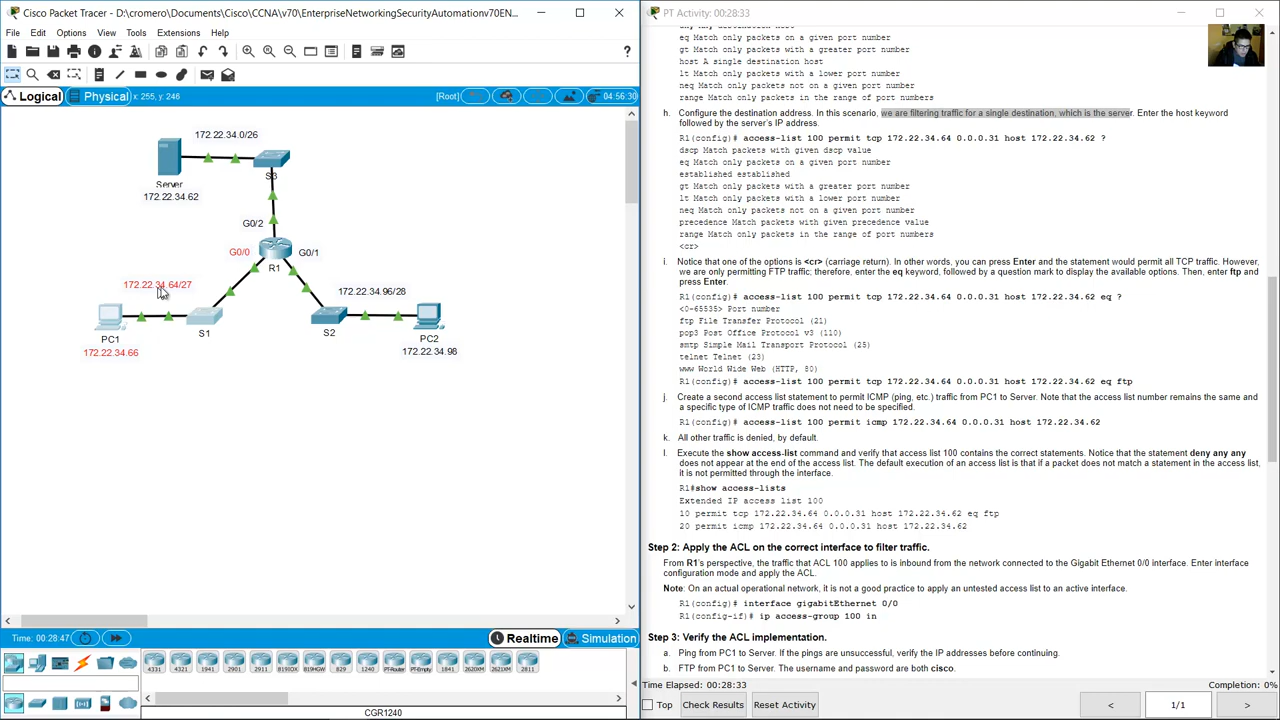 Cisco Packet Tracer - D:\cromero\Documents\Cisco\CCNA\v70\EnterpriseNetworkingSecurityAutomationv70EN...
File Edit Options View Tools Extensions Help
Logical Physical x: 255, y: 246
[Root]
04:56:30
172.22.34.0/26
Server
172.22.34.62
S3
G0/2
G0/0
G0/1
R1
172.22.34.64/27
172.22.34.96/28
PC1
172.22.34.66
S1
S2
PC2
172.22.34.98
Time: 00:28:47
Realtime
Simulation
4331 4321 1941 2901 2911 819IOX 819HGW 829 1240 PT-Router PT-Empty 1841 2620XM 2621XM 2811
CGR1240
PT Activity: 00:28:33
eq Match only packets on a given port number
gt Match only packets with a greater port number
host A single destination host
lt Match only packets with a lower port number
neq Match only packets not on a given port number
range Match only packets in the range of port numbers
h. Configure the destination address. In this scenario, we are filtering traffic for a single destination, which is the server. Enter the host keyword
followed by the server's IP address.
R1(config)# access-list 100 permit tcp 172.22.34.64 0.0.0.31 host 172.22.34.62 ?
dscp Match packets with given dscp value
eq Match only packets on a given port number
established established
gt Match only packets with a greater port number
lt Match only packets with a lower port number
neq Match only packets not on a given port number
precedence Match packets with given precedence value
range Match only packets in the range of port numbers
<cr>
i. Notice that one of the options is <cr> (carriage return). In other words, you can press Enter and the statement would permit all TCP traffic. However,
we are only permitting FTP traffic; therefore, enter the eq keyword, followed by a question mark to display the available options. Then, enter ftp and
press Enter.
R1(config)# access-list 100 permit tcp 172.22.34.64 0.0.0.31 host 172.22.34.62 eq ?
<0-65535> Port number
ftp File Transfer Protocol (21)
pop3 Post Office Protocol v3 (110)
smtp Simple Mail Transport Protocol (25)
telnet Telnet (23)
www World Wide Web (HTTP, 80)
R1(config)# access-list 100 permit tcp 172.22.34.64 0.0.0.31 host 172.22.34.62 eq ftp
j. Create a second access list statement to permit ICMP (ping, etc.) traffic from PC1 to Server. Note that the access list number remains the same and
a specific type of ICMP traffic does not need to be specified.
R1(config)# access-list 100 permit icmp 172.22.34.64 0.0.0.31 host 172.22.34.62
k. All other traffic is denied, by default.
l. Execute the show access-list command and verify that access list 100 contains the correct statements. Notice that the statement deny any any
does not appear at the end of the access list. The default execution of an access list is that if a packet does not match a statement in the access list,
it is not permitted through the interface.
R1#show access-lists
Extended IP access list 100
10 permit tcp 172.22.34.64 0.0.0.31 host 172.22.34.62 eq ftp
20 permit icmp 172.22.34.64 0.0.0.31 host 172.22.34.62
Step 2: Apply the ACL on the correct interface to filter traffic.
From R1's perspective, the traffic that ACL 100 applies to is inbound from the network connected to the Gigabit Ethernet 0/0 interface. Enter interface
configuration mode and apply the ACL.
Note: On an actual operational network, it is not a good practice to apply an untested access list to an active interface.
R1(config)# interface gigabitEthernet 0/0
R1(config-if)# ip access-group 100 in
Step 3: Verify the ACL implementation.
a. Ping from PC1 to Server. If the pings are unsuccessful, verify the IP addresses before continuing.
b. FTP from PC1 to Server. The username and password are both cisco.
Time Elapsed: 00:28:33
Completion: 0%
Top
Check Results
Reset Activity
<
1/1
>